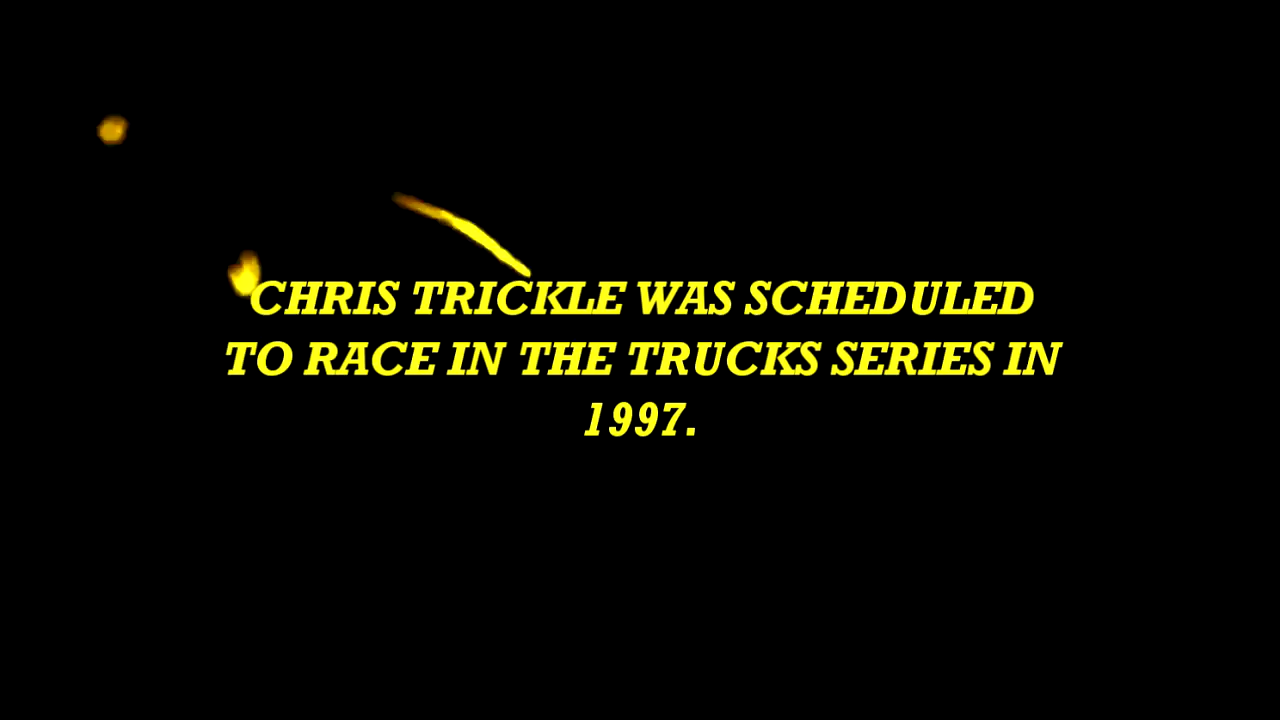 CHRIS TRICKLE WAS SCHEDULED
TO RACE IN THE TRUCKS SERIES IN
1997.